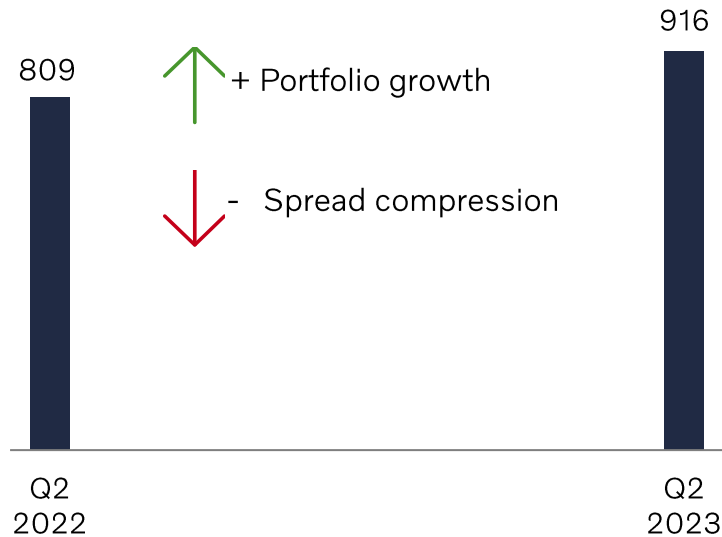 916
809
+ Portfolio growth
- Spread compression
Q2
2022
Q2
2023